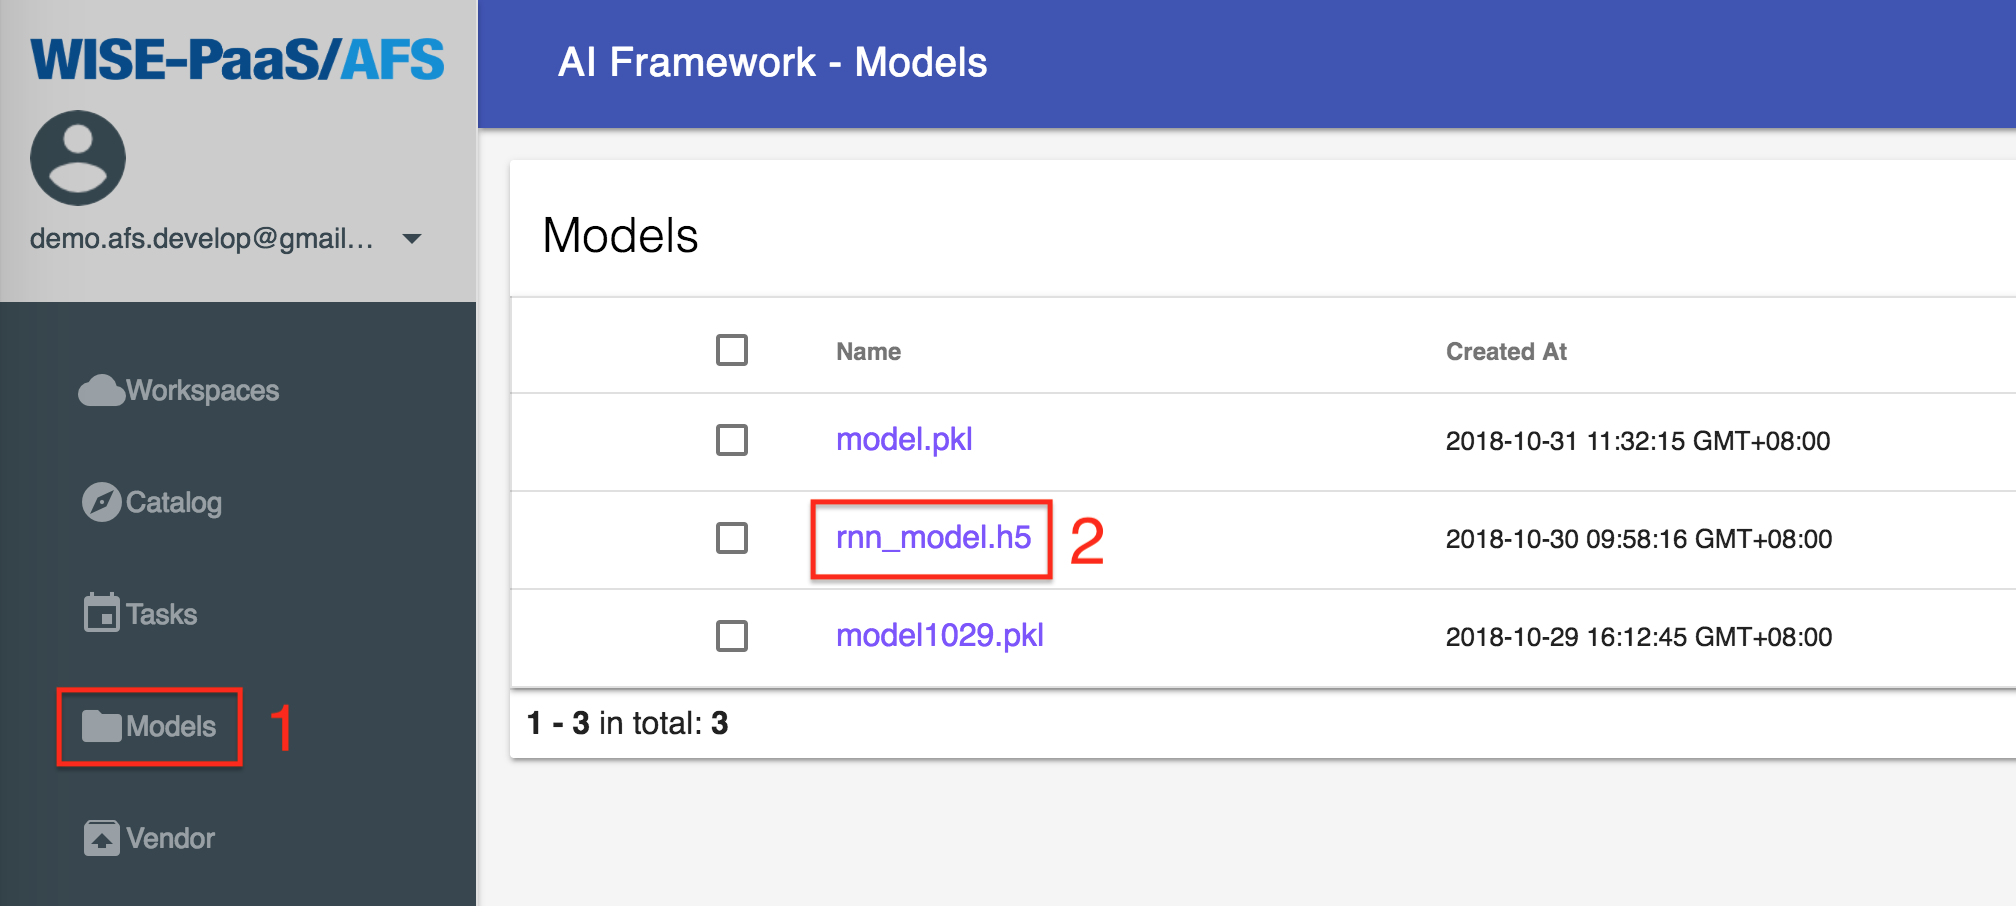 WISE-PaaS/AFS
demo.afs.develop@gmail...
Workspaces
Catalog
Tasks
Models 1
Vendor
AI Framework - Models
Models
Name Created At
model.pkl 2018-10-31 11:32:15 GMT+08:00
rnn_model.h5 2 2018-10-30 09:58:16 GMT+08:00
model1029.pkl 2018-10-29 16:12:45 GMT+08:00
1 - 3 in total: 3